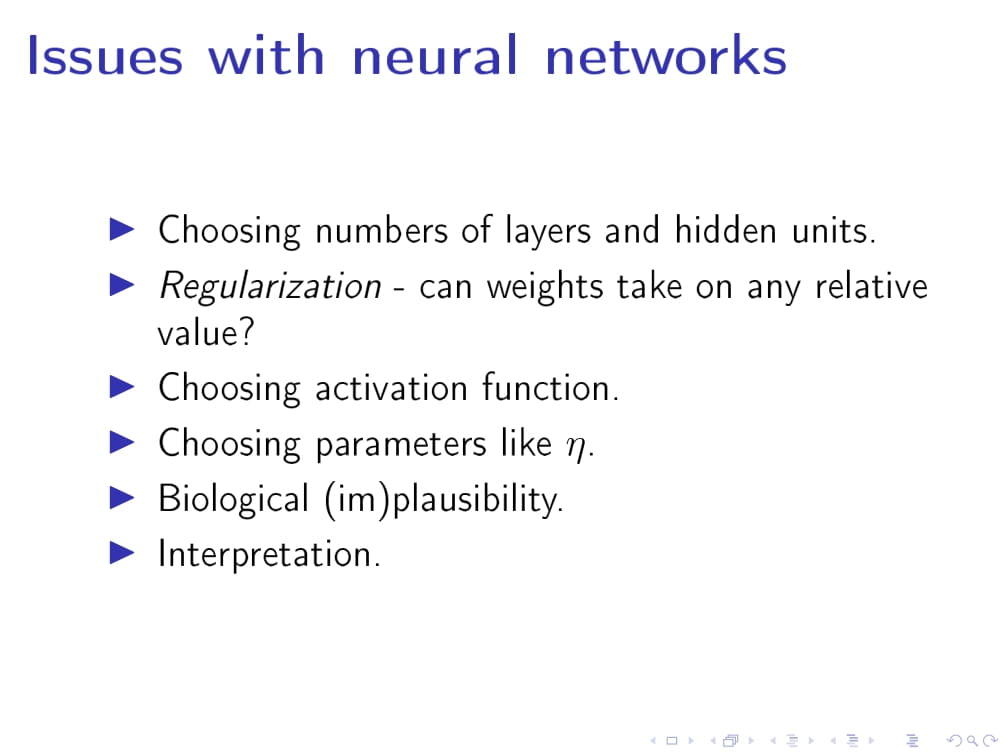 Issues with neural networks
Choosing numbers of layers and hidden units.
Regularization - can weights take on any relative
value?
Choosing activation function.
Choosing parameters like η.
Biological (im)plausibility.
Interpretation.